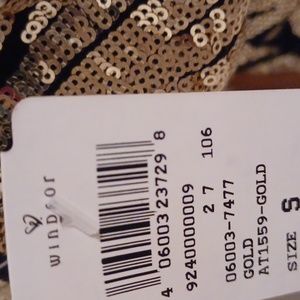 WINDSOR
4 06003 23729 8
9240000009
2 7 106
06003-7477
GOLD
AT1559-GOLD
SIZE S